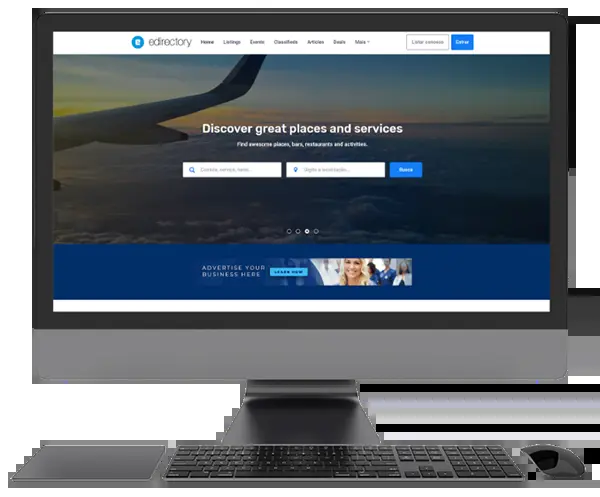 edirectory
Home Listings Events Classifieds Articles Deals Mais
Listar conosco Entrar
Discover great places and services
Find awesome places, bars, restaurants and activities.
Comida, serviço, hotel...
Digite a localização...
Busca
ADVERTISE YOUR
BUSINESS HERE
LEARN HOW